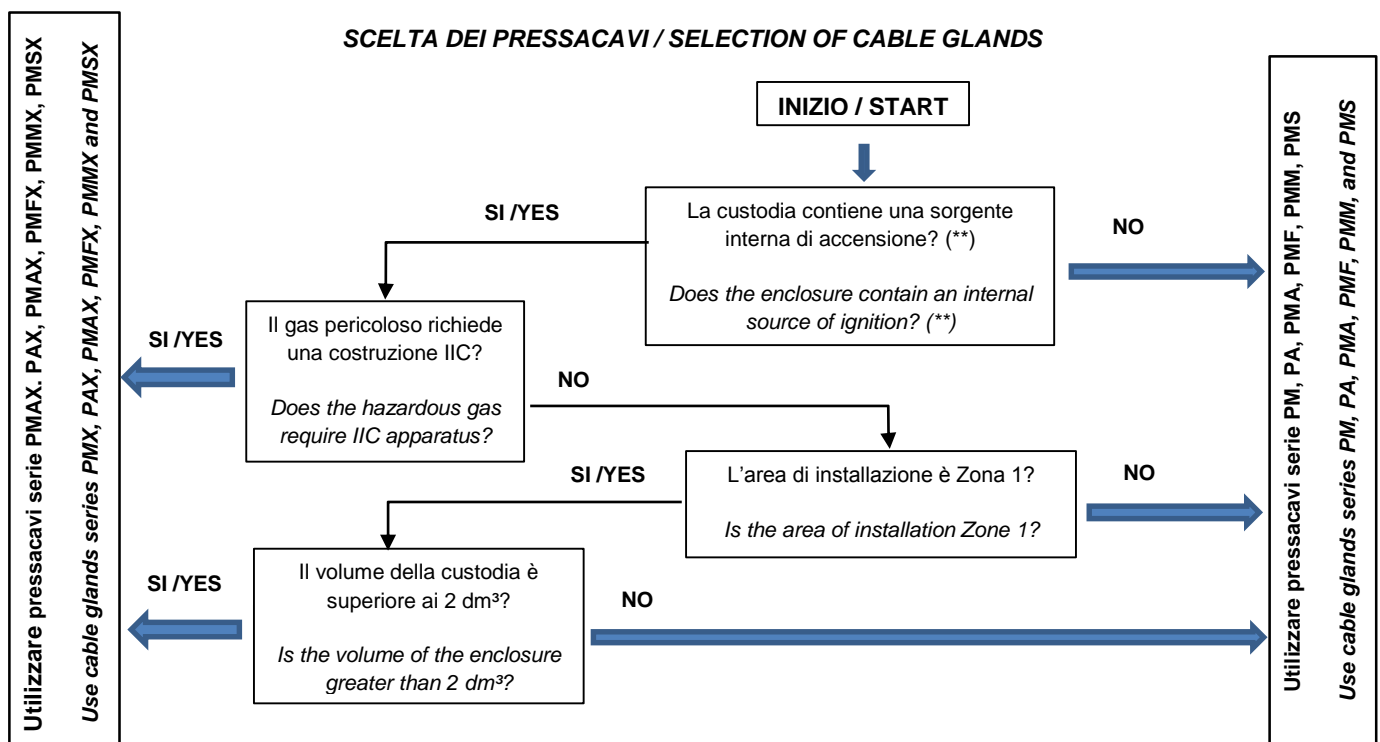 SCELTA DEI PRESSACAVI / SELECTION OF CABLE GLANDS
INIZIO / START
La custodia contiene una sorgente
interna di accensione? (**)
Does the enclosure contain an internal
source of ignition? (**)
SI /YES
NO
Il gas pericoloso richiede
una costruzione IIC?
Does the hazardous gas
require IIC apparatus?
SI /YES
NO
L’area di installazione è Zona 1?
Is the area of installation Zone 1?
SI /YES
NO
Il volume della custodia è
superiore ai 2 dm³?
Is the volume of the enclosure
greater than 2 dm³?
SI /YES
NO
Utilizzare pressacavi serie PMAX. PAX, PMAX, PMFX, PMMX, PMSX
Use cable glands series PMX, PAX, PMAX, PMFX, PMMX and PMSX
Utilizzare pressacavi serie PM, PA, PMA, PMF, PMM, PMS
Use cable glands series PM, PA, PMA, PMF, PMM, and PMS